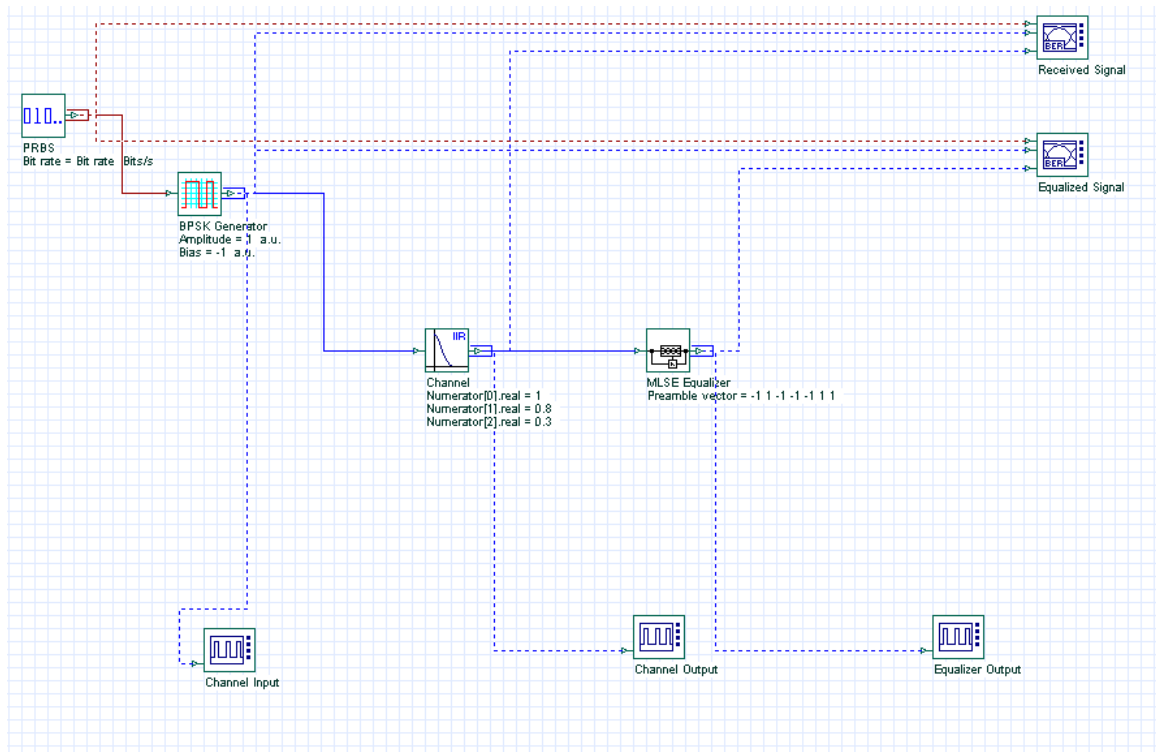 BER
Received Signal
010..
PRBS
Bit rate = Bit rate Bits/s
BER
Equalized Signal
BPSK Generator
Amplitude = 1 a.u.
Bias = -1 a.u.
IIR
Channel
Numerator[0].real = 1
Numerator[1].real = 0.8
Numerator[2].real = 0.3
MLSE Equalizer
Preamble vector = -1 1 -1 -1 -1 1 1
Channel Input
Channel Output
Equalizer Output